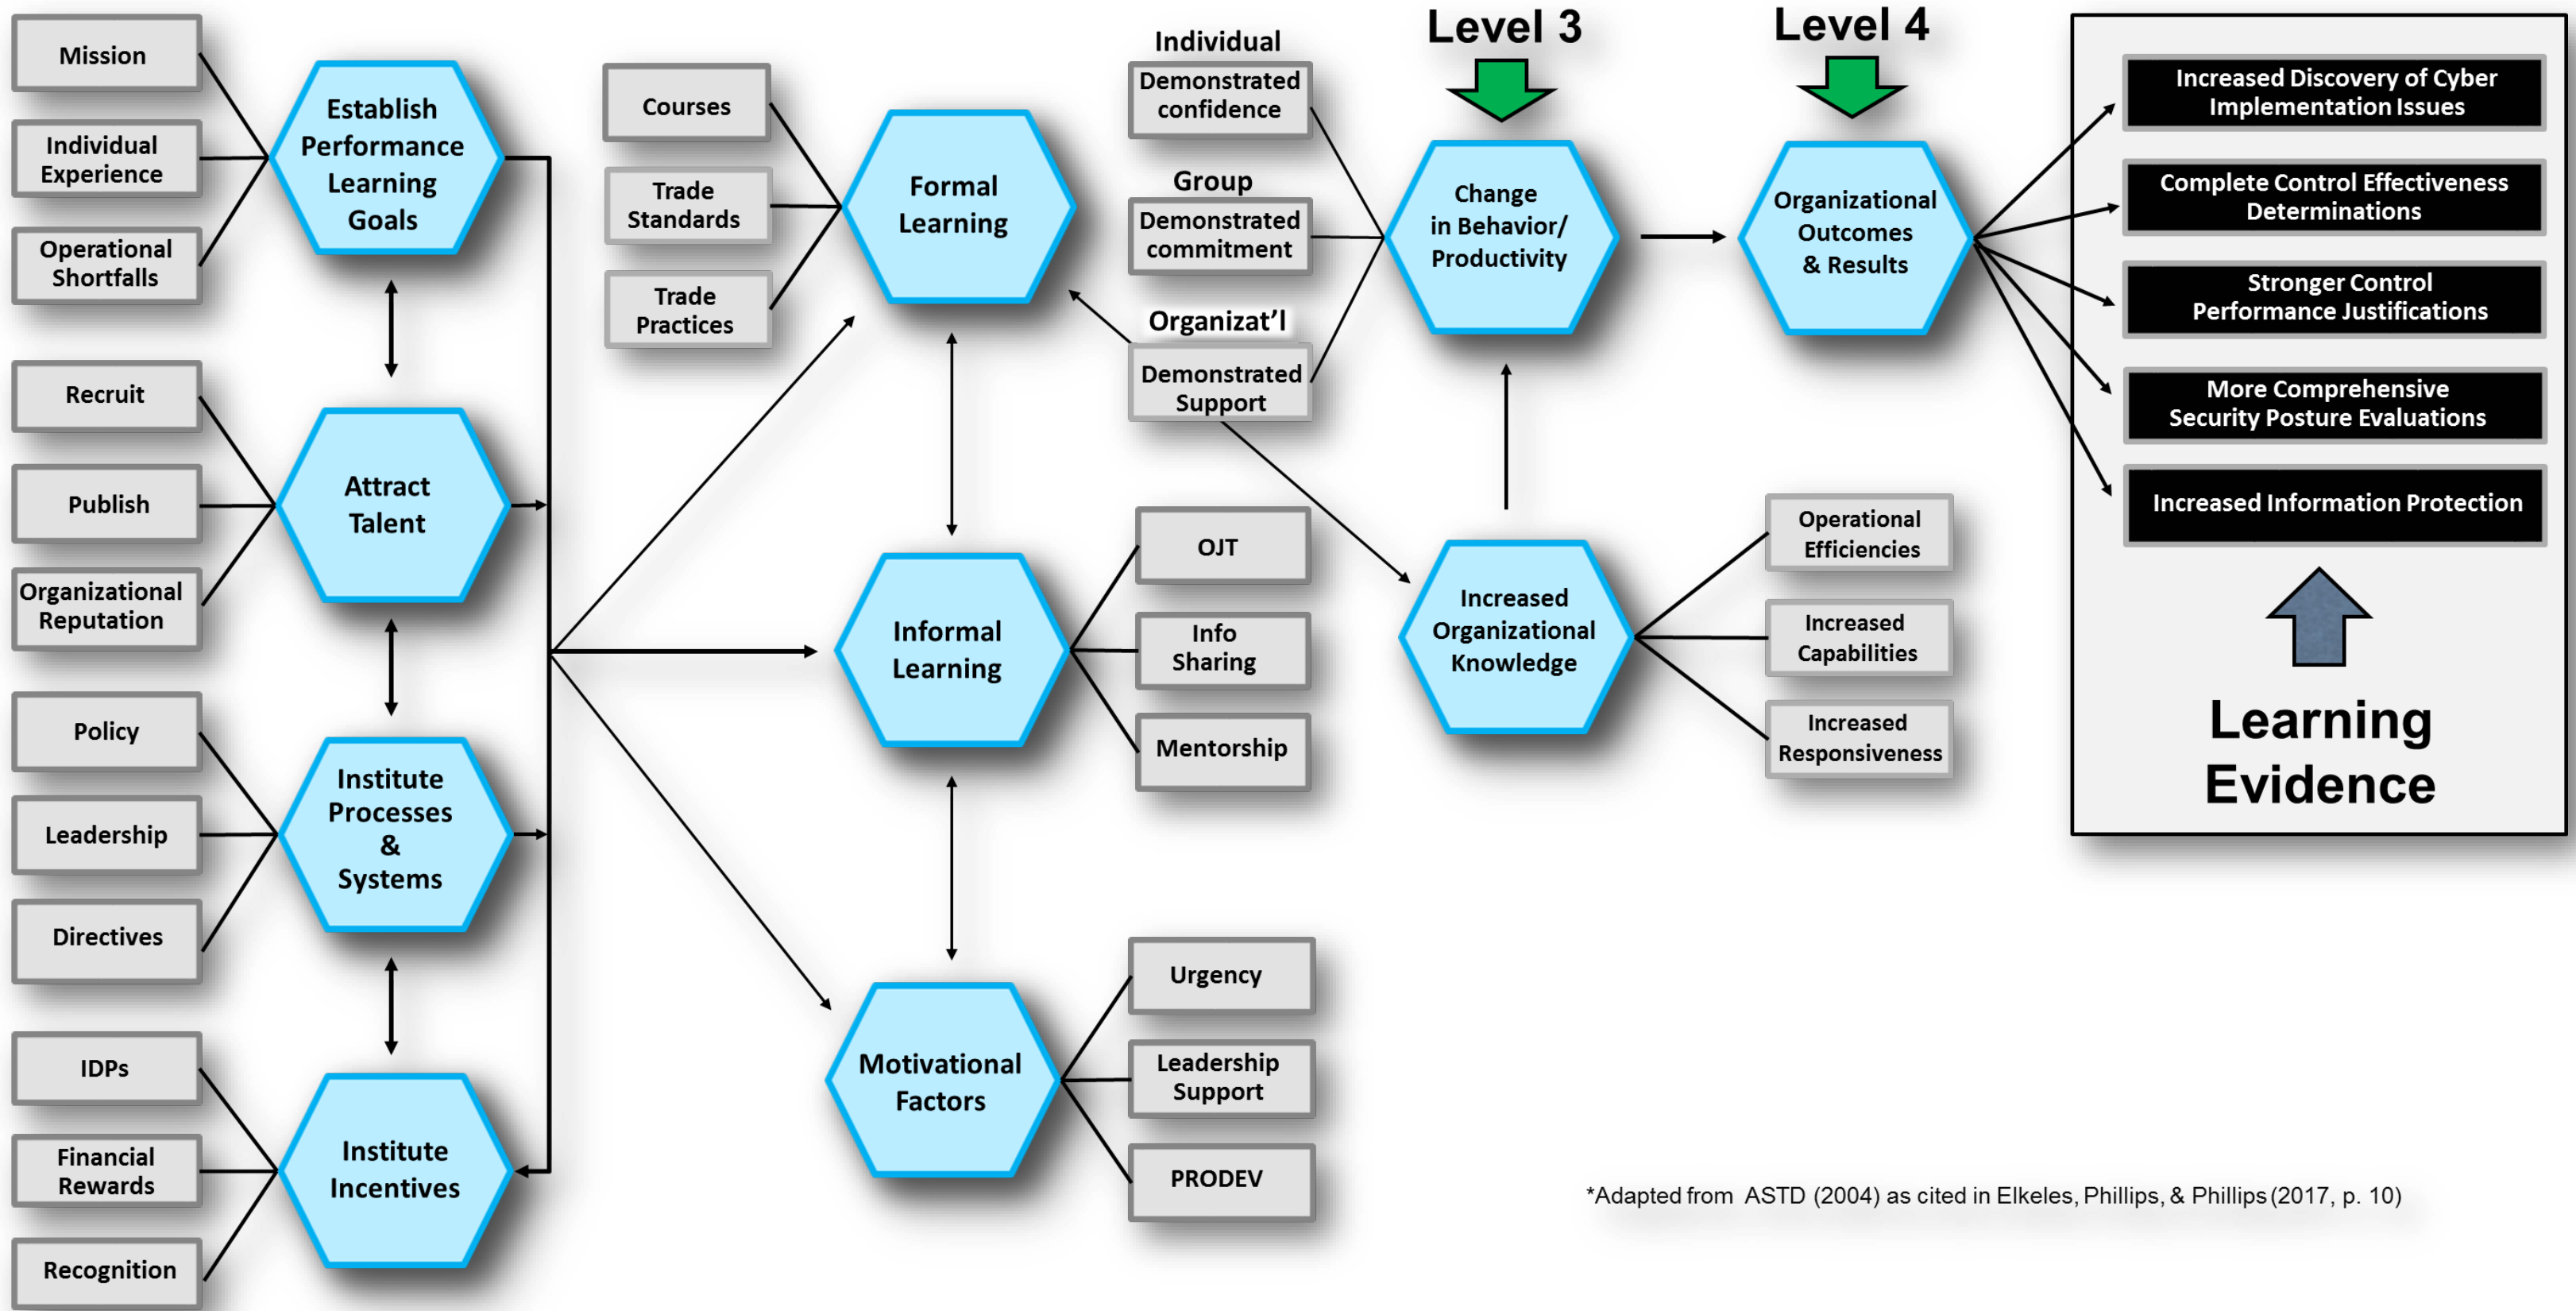 Mission
Individual
Experience
Operational
Shortfalls
Establish
Performance
Learning
Goals
Recruit
Publish
Organizational
Reputation
Attract
Talent
Policy
Leadership
Directives
Institute
Processes
&
Systems
IDPs
Financial
Rewards
Recognition
Institute
Incentives
Courses
Trade
Standards
Trade
Practices
Formal
Learning
Informal
Learning
OJT
Info
Sharing
Mentorship
Motivational
Factors
Urgency
Leadership
Support
PRODEV
Individual
Demonstrated
confidence
Group
Demonstrated
commitment
Organizat’l
Demonstrated
Support
Level 3
Change
in Behavior/
Productivity
Increased
Organizational
Knowledge
Operational
Efficiencies
Increased
Capabilities
Increased
Responsiveness
Level 4
Organizational
Outcomes
& Results
Increased Discovery of Cyber
Implementation Issues
Complete Control Effectiveness
Determinations
Stronger Control
Performance Justifications
More Comprehensive
Security Posture Evaluations
Increased Information Protection
Learning
Evidence
*Adapted from ASTD (2004) as cited in Elkeles, Phillips, & Phillips (2017, p. 10)